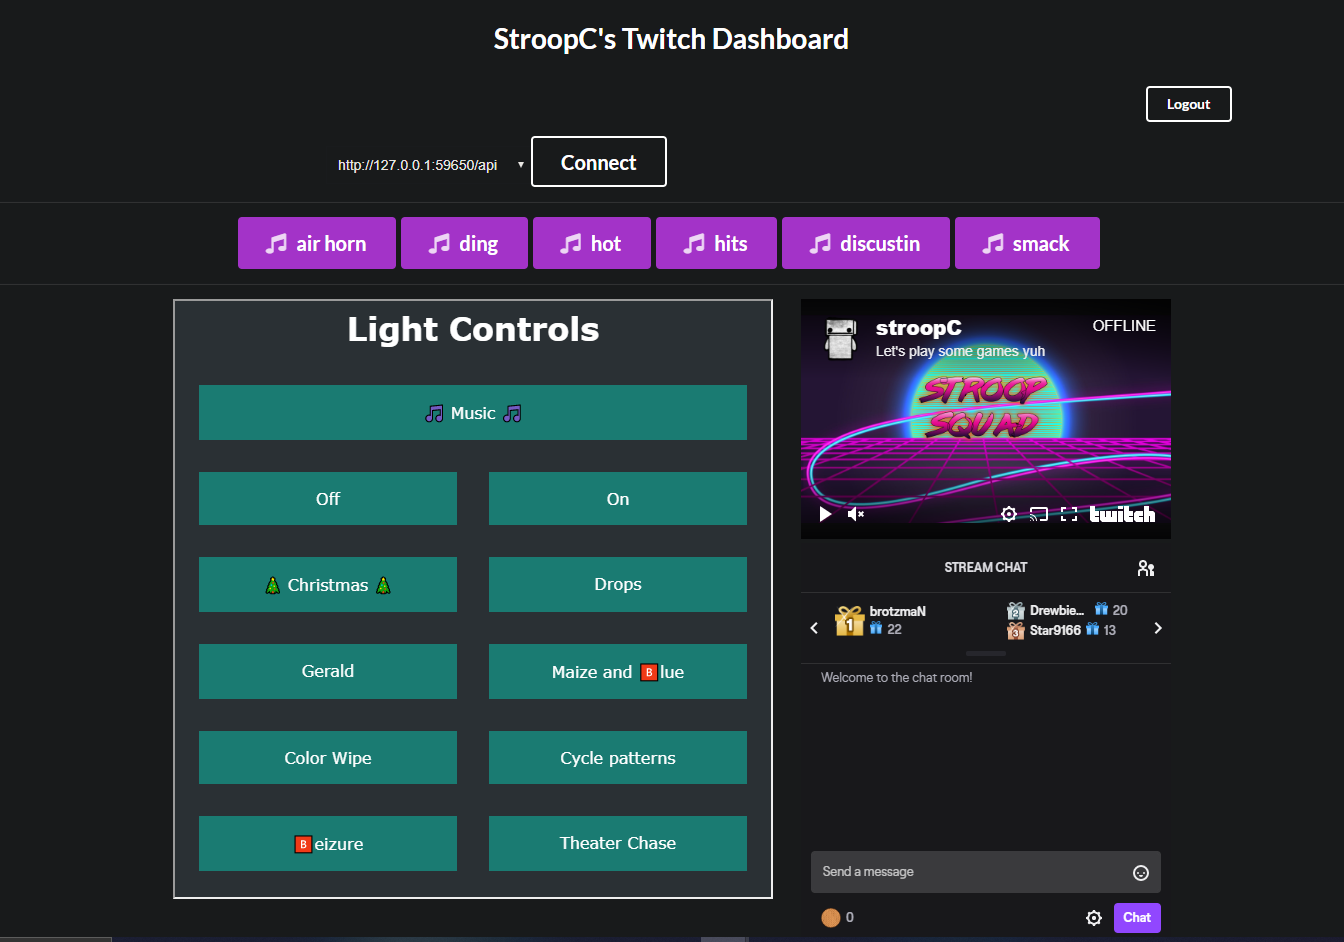 StroopC's Twitch Dashboard
Logout
http://127.0.0.1:59650/api
Connect
air horn
ding
hot
hits
discustin
smack
Light Controls
🎵 Music 🎵
Off
On
🎄 Christmas 🎄
Drops
Gerald
Maize and 🅱lue
Color Wipe
Cycle patterns
🅱eizure
Theater Chase
stroopC
OFFLINE
Let's play some games yuh
STROOP
SQUAD
twitch
STREAM CHAT
1
brotzmaN
22
2
Drewbie... 20
3
Star9166 13
Welcome to the chat room!
Send a message
0
Chat